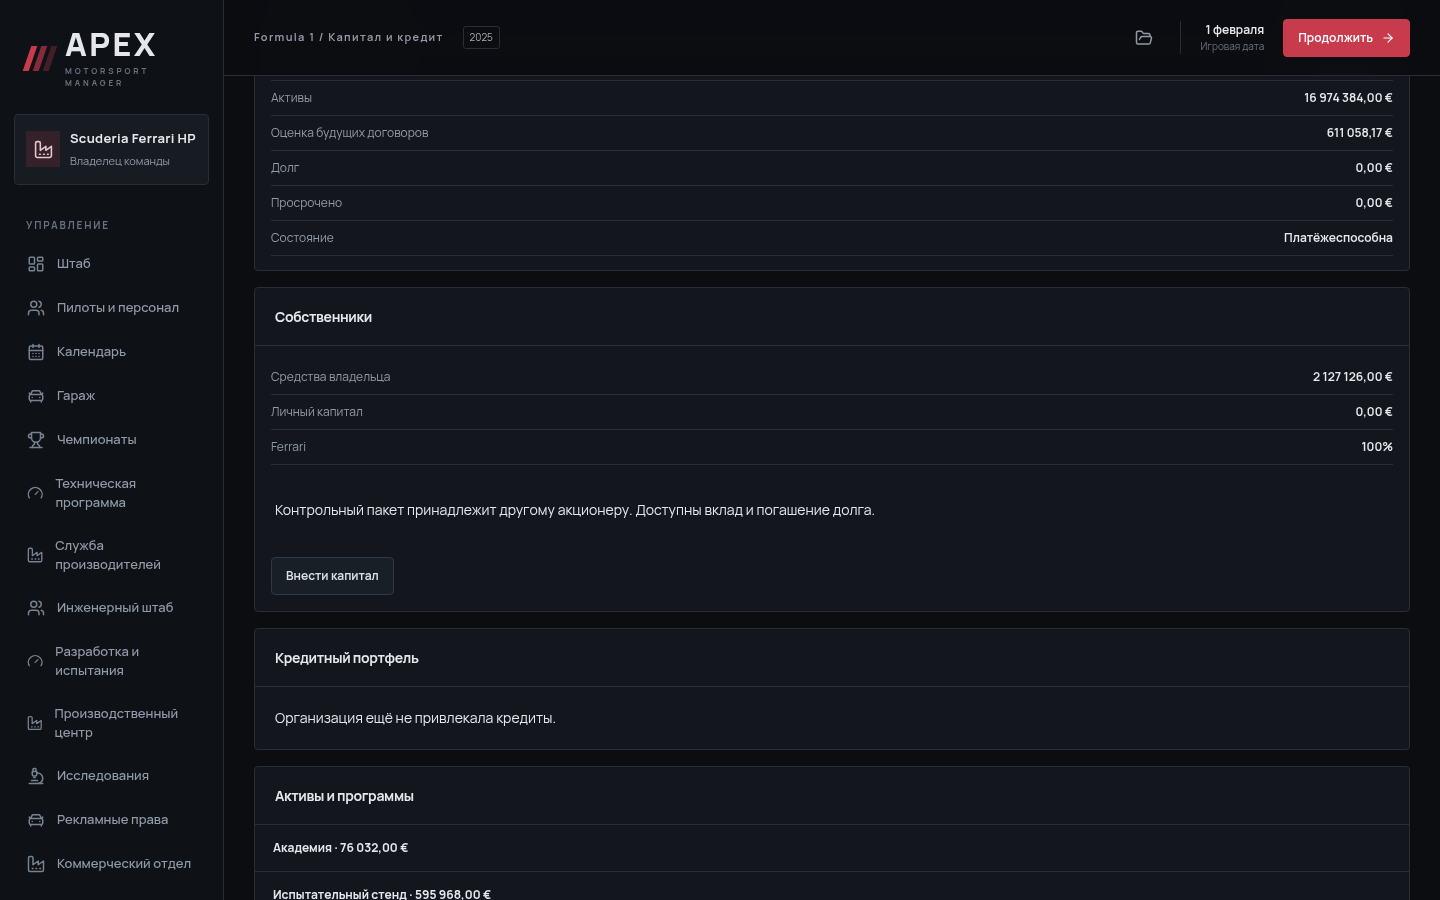 APEX
MOTORSPORT
MANAGER
Scuderia Ferrari HP
Владелец команды
УПРАВЛЕНИЕ
Штаб
Пилоты и персонал
Календарь
Гараж
Чемпионаты
Техническая
программа
Служба
производителей
Инженерный штаб
Разработка и
испытания
Производственный
центр
Исследования
Рекламные права
Коммерческий отдел
Formula 1 / Капитал и кредит 2025
1 февраля
Игровая дата
Продолжить
Активы 16 974 384,00 €
Оценка будущих договоров 611 058,17 €
Долг 0,00 €
Просрочено 0,00 €
Состояние Платёжеспособна
Собственники
Средства владельца 2 127 126,00 €
Личный капитал 0,00 €
Ferrari 100%
Контрольный пакет принадлежит другому акционеру. Доступны вклад и погашение долга.
Внести капитал
Кредитный портфель
Организация ещё не привлекала кредиты.
Активы и программы
Академия · 76 032,00 €
Испытательный стенд · 595 968,00 €